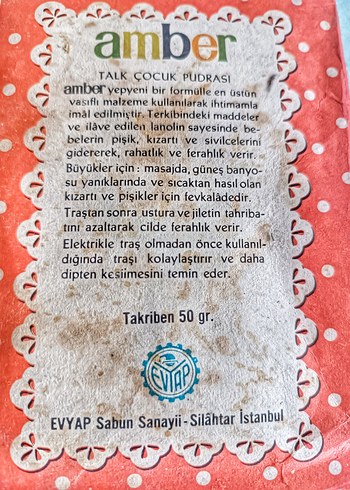 amber
TALK ÇOCUK PUDRASI
amber yepyeni bir formülle en üstün
vasıflı malzeme kullanılarak ihtimamla
imâl edilmiştir. Terkibindeki maddeler
ve ilâve edilen lanolin sayesinde be-
belerin pişik, kızartı ve sivilcelerini
gidererek, rahatlık ve ferahlık verir.
Büyükler için: masajda, güneş banyo-
su yanıklarında ve sıcaktan hasıl olan
kızartı ve pişikler için fevkalâdedir.
Traştan sonra ustura ve jiletin tahriba-
tını azaltarak cilde ferahlık verir.
Elektrikle traş olmadan önce kullanıl-
dığında traşı kolaylaştırır ve daha
dipten kesilmesini temin eder.
Takriben 50 gr.
EVYAP
EVYAP Sabun Sanayii - Silâhtar İstanbul